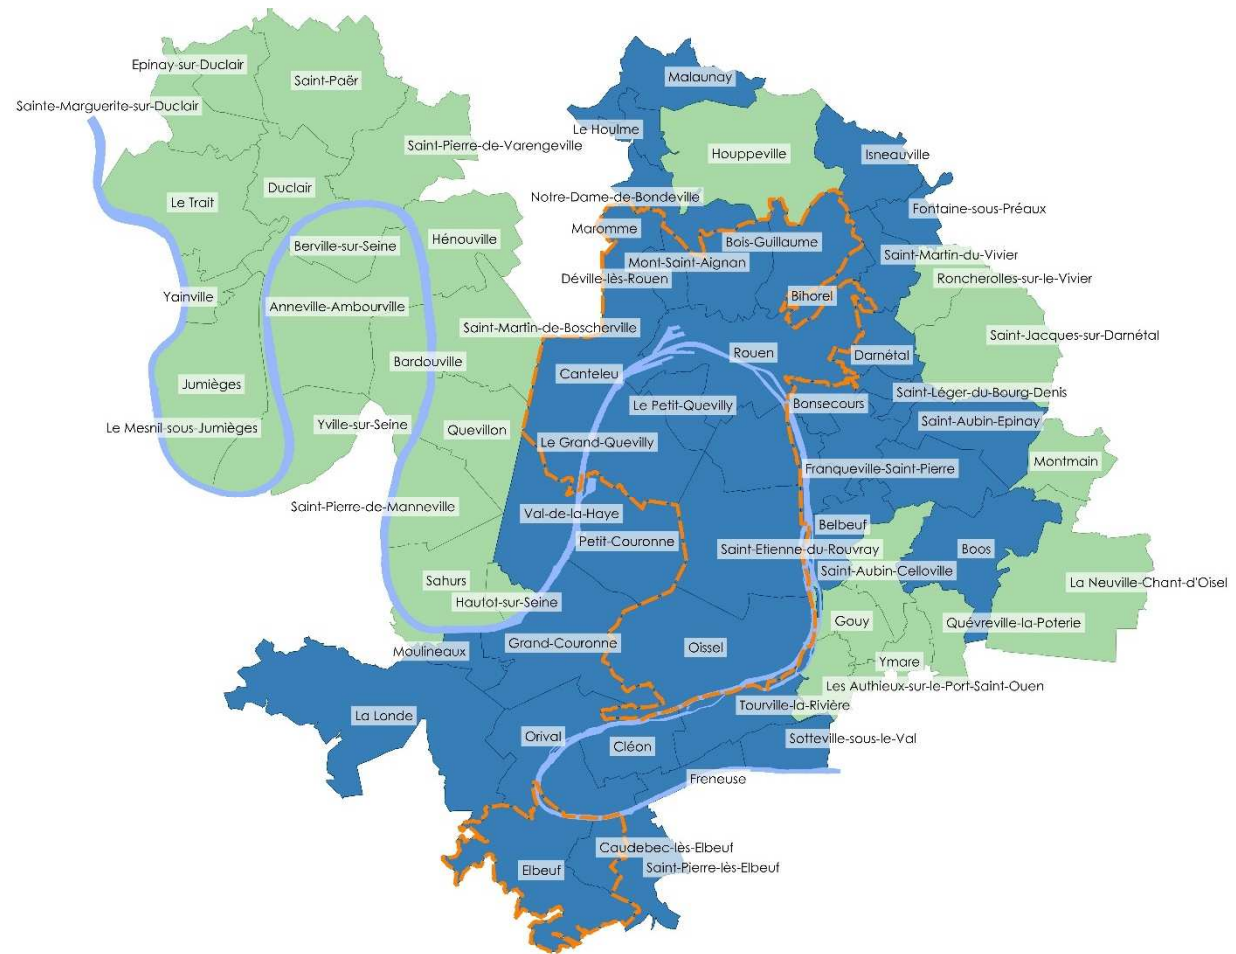 Epinay-sur-Duclair
Saint-Paër
Malaunay
Sainte-Marguerite-sur-Duclair
Le Houlme
Saint-Pierre-de-Varengeville
Houppeville
Isneauville
Duclair
Le Trait
Notre-Dame-de-Bondeville
Fontaine-sous-Préaux
Maromme
Hénouville
Berville-sur-Seine
Bois-Guillaume
Saint-Martin-du-Vivier
Mont-Saint-Aignan
Déville-lès-Rouen
Roncherolles-sur-le-Vivier
Yainville
Bihorel
Anneville-Ambourville
Saint-Martin-de-Boscherville
Saint-Jacques-sur-Darnétal
Rouen
Darnétal
Bardouville
Canteleu
Jumièges
Saint-Léger-du-Bourg-Denis
Le Petit-Quevilly
Bonsecours
Saint-Aubin-Epinay
Yville-sur-Seine
Le Mesnil-sous-Jumièges
Quevillon
Le Grand-Quevilly
Montmain
Franqueville-Saint-Pierre
Saint-Pierre-de-Manneville
Val-de-la-Haye
Belbeuf
Petit-Couronne
Saint-Etienne-du-Rouvray
Boos
Saint-Aubin-Celloville
Sahurs
La Neuville-Chant-d'Oisel
Hautot-sur-Seine
Gouy
Quévreville-la-Poterie
Grand-Couronne
Oissel
Moulineaux
Ymare
Les Authieux-sur-le-Port-Saint-Ouen
Tourville-la-Rivière
La Londe
Orival
Cléon
Sotteville-sous-le-Val
Freneuse
Caudebec-lès-Elbeuf
Saint-Pierre-lès-Elbeuf
Elbeuf